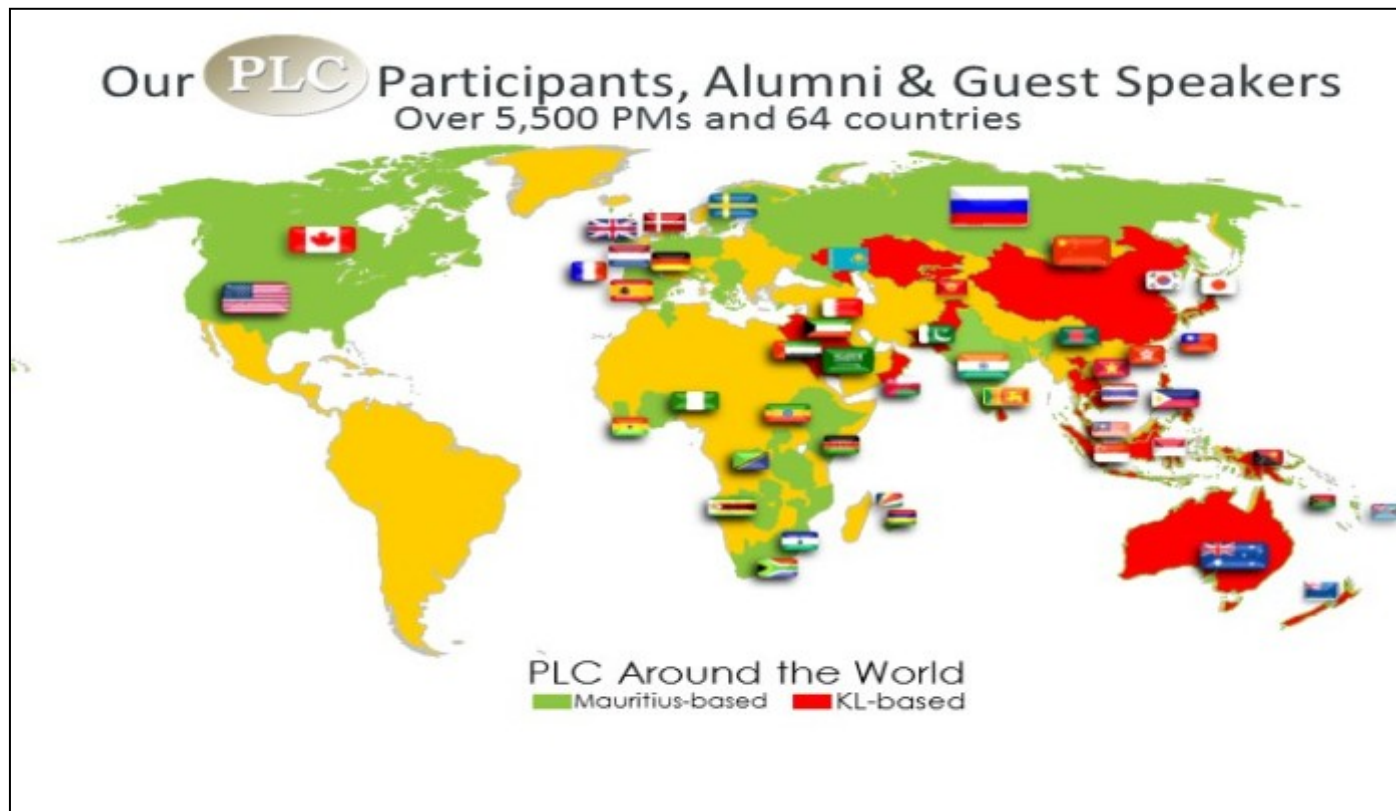 Our PLC Participants, Alumni & Guest Speakers
Over 5,500 PMs and 64 countries
PLC Around the World
Mauritius-based KL-based